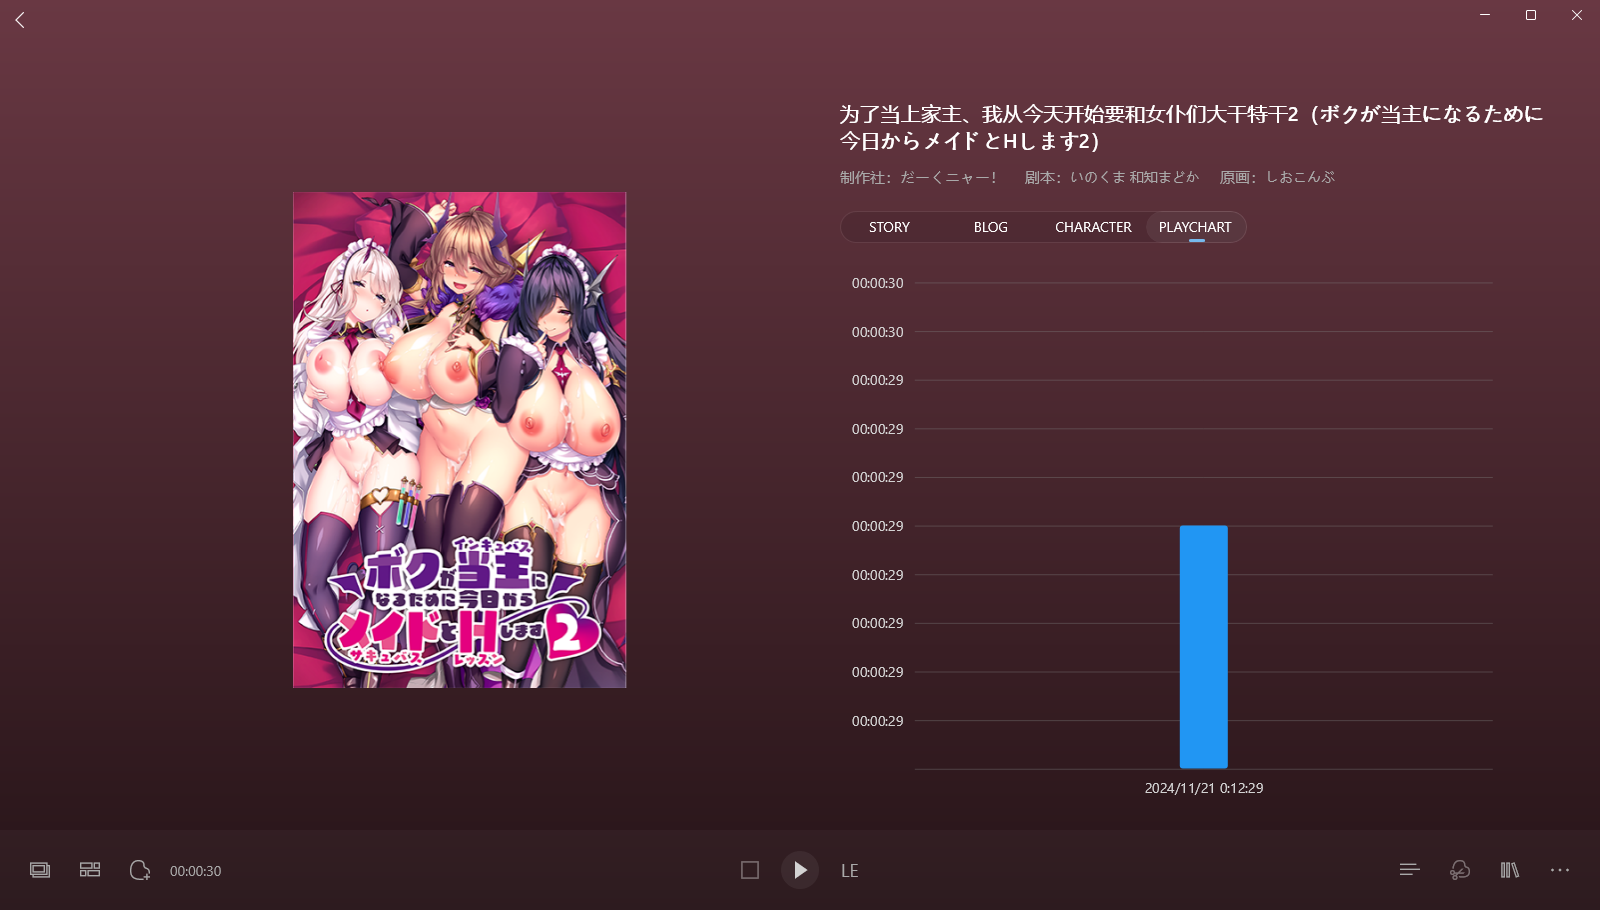 为了当上家主、我从今天开始要和女仆们大干特干2（ボクが当主になるために
今日からメイドとHします2）
制作社：だーくニャー！ 剧本：いのくま 和知まどか 原画：しおこんぶ
STORY BLOG CHARACTER PLAYCHART
00:00:30
00:00:30
00:00:29
00:00:29
00:00:29
00:00:29
00:00:29
00:00:29
00:00:29
00:00:29
2024/11/21 0:12:29
インキュバス
ボクが当主に
なるために今日から
メイドとHします2
サキュバス レッスン
00:00:30
LE